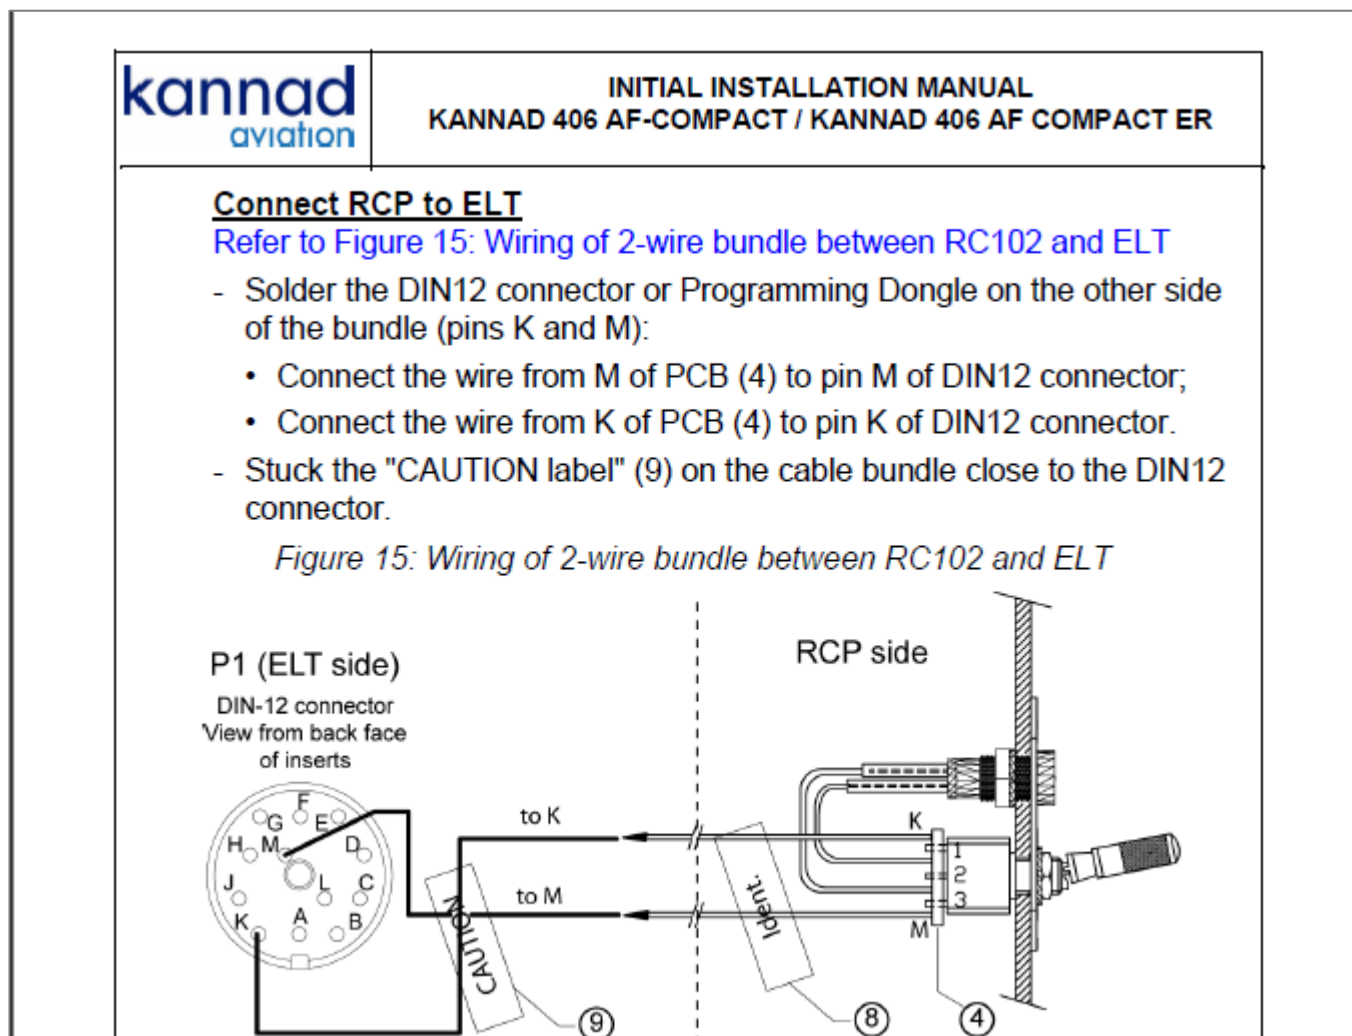 kannad
aviation
INITIAL INSTALLATION MANUAL
KANNAD 406 AF-COMPACT / KANNAD 406 AF COMPACT ER
Connect RCP to ELT
Refer to Figure 15: Wiring of 2-wire bundle between RC102 and ELT
- Solder the DIN12 connector or Programming Dongle on the other side
of the bundle (pins K and M):
• Connect the wire from M of PCB (4) to pin M of DIN12 connector;
• Connect the wire from K of PCB (4) to pin K of DIN12 connector.
- Stuck the "CAUTION label" (9) on the cable bundle close to the DIN12
connector.
Figure 15: Wiring of 2-wire bundle between RC102 and ELT
P1 (ELT side)
DIN-12 connector
View from back face
of inserts
RCP side
F
G
E
H
M
D
J
L
C
K
A
B
to K
to M
CAUTION
Ident.
K
1
2
3
M
9
8
4